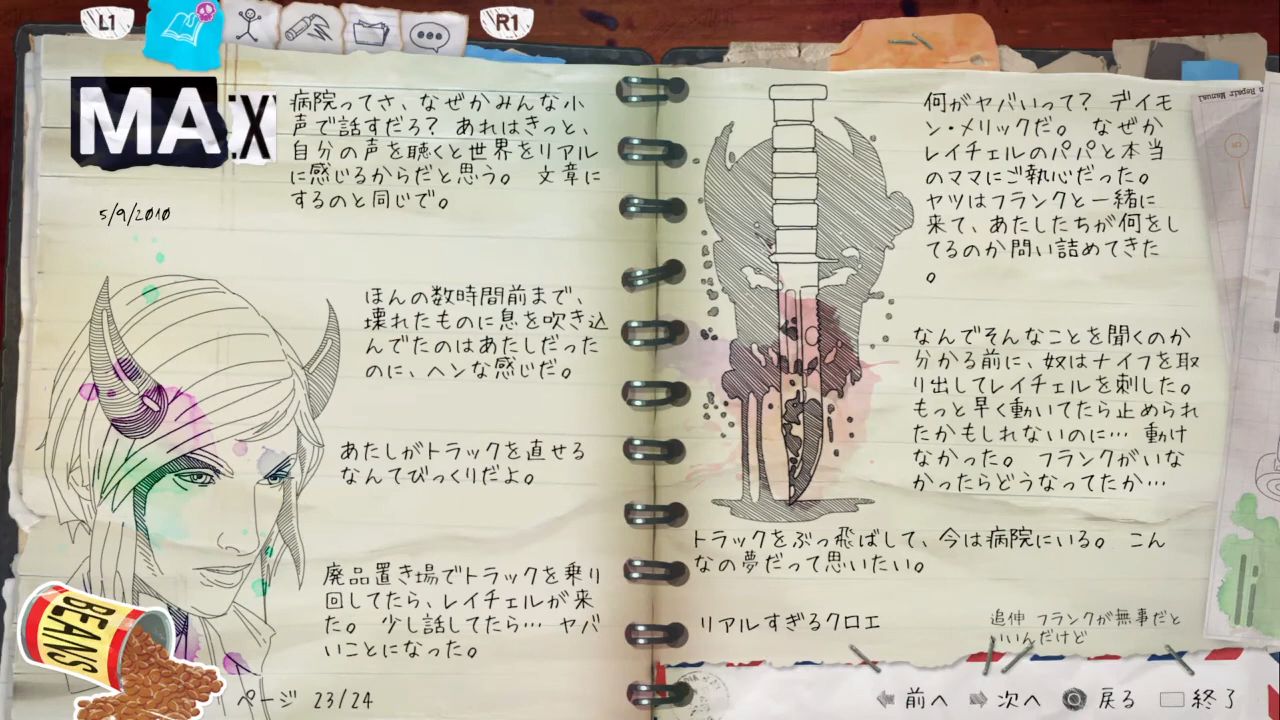 L1
R1
MAX
5/9/2010
病院ってさ、なぜかみんな小
声で話すだろ? あれはきっと、
自分の声を聴くと世界をリアル
に感じるからだと思う。 文章に
するのと同じで。
ほんの数時間前まで、
壊れたものに息を吹き込
んでたのはあたしだった
のに、ヘンな感じだ。
あたしがトラックを直せる
なんてびっくりだよ。
廃品置き場でトラックを乗り
回してたら、レイチェルが来
た。 少し話してたら… ヤバ
いことになった。
BEANS
ページ 23/24
何がヤバいって? デイモ
ン・メリックだ。 なぜか
レイチェルのパパと本当
のママにご執心だった。
ヤツはフランクと一緒に
来て、あたしたちが何をし
てるのか問い詰めてきた
。
なんでそんなことを聞くのか
分かる前に、奴はナイフを取
り出してレイチェルを刺した。
もっと早く動いてたら止められ
たかもしれないのに… 動け
なかった。 フランクがいな
かったらどうなってたか…
トラックをぶっ飛ばして、今は病院にいる。 こん
なの夢だって思いたい。
リアルすぎるクロエ
追伸 フランクが無事だと
いいんだけど
Repair Manual
前へ 次へ 戻る 終了